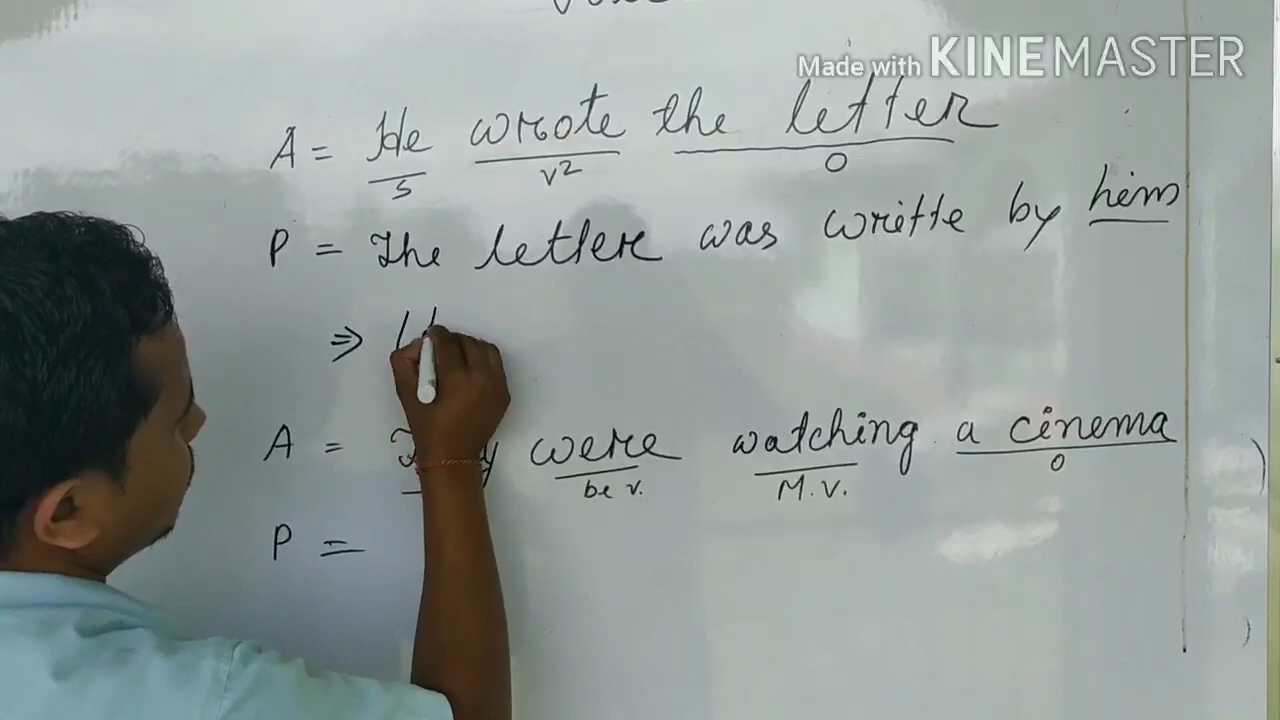 Made with KINEMASTER
A = He wrote the letter
S V2 O
P = The letter was writte by him
⇒
A = were watching a cinema
be v. M.V. O
P =